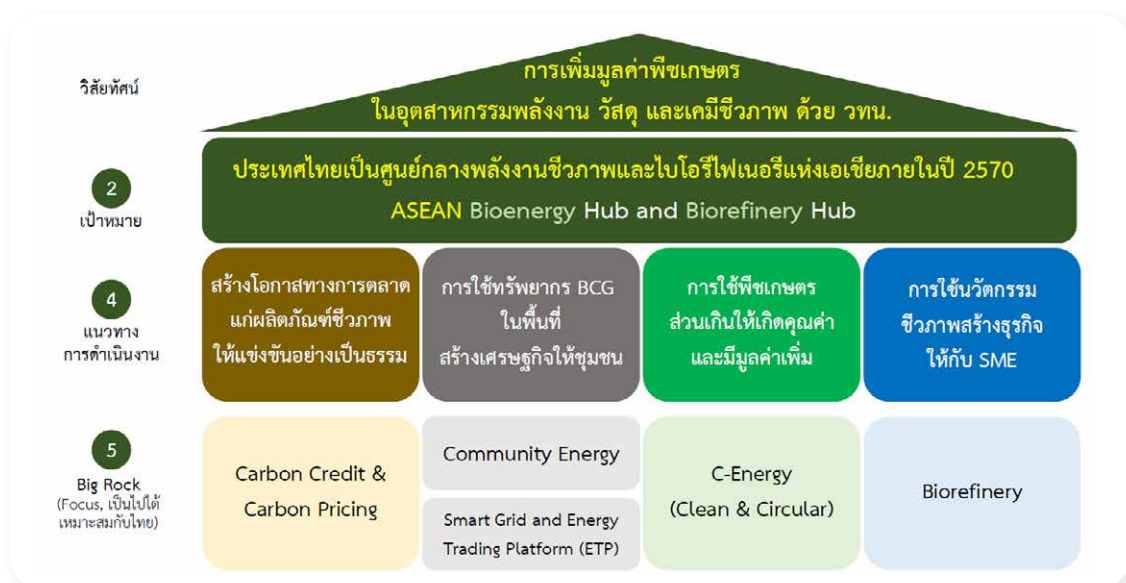 วิสัยทัศน์
การเพิ่มมูลค่าพืชเกษตร
ในอุตสาหกรรมพลังงาน วัสดุ และเคมีชีวภาพ ด้วย วทน.
2
เป้าหมาย
ประเทศไทยเป็นศูนย์กลางพลังงานชีวภาพและไบโอรีไฟเนอรีแห่งเอเชียภายในปี 2570
ASEAN Bioenergy Hub and Biorefinery Hub
4
แนวทาง
การดำเนินงาน
สร้างโอกาสทางการตลาด
แก่ผลิตภัณฑ์ชีวภาพ
ให้แข่งขันอย่างเป็นธรรม
การใช้ทรัพยากร BCG
ในพื้นที่
สร้างเศรษฐกิจให้ชุมชน
การใช้พืชเกษตร
ส่วนเกินให้เกิดคุณค่า
และมีมูลค่าเพิ่ม
การใช้นวัตกรรม
ชีวภาพสร้างธุรกิจ
ให้กับ SME
5
Big Rock
(Focus, เป็นไปได้
เหมาะสมกับไทย)
Carbon Credit &
Carbon Pricing
Community Energy
Smart Grid and Energy
Trading Platform (ETP)
C-Energy
(Clean & Circular)
Biorefinery